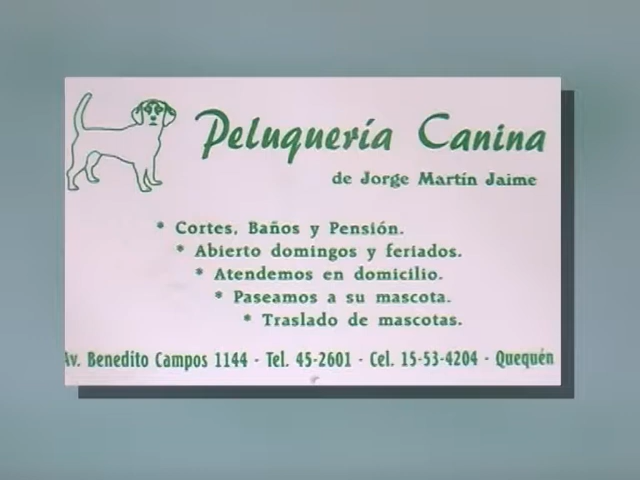 Peluquería Canina
de Jorge Martín Jaime
* Cortes, Baños y Pensión.
* Abierto domingos y feriados.
* Atendemos en domicilio.
* Paseamos a su mascota.
* Traslado de mascotas.
Av. Benedito Campos 1144 - Tel. 45-2601 - Cel. 15-53-4204 - Quequén